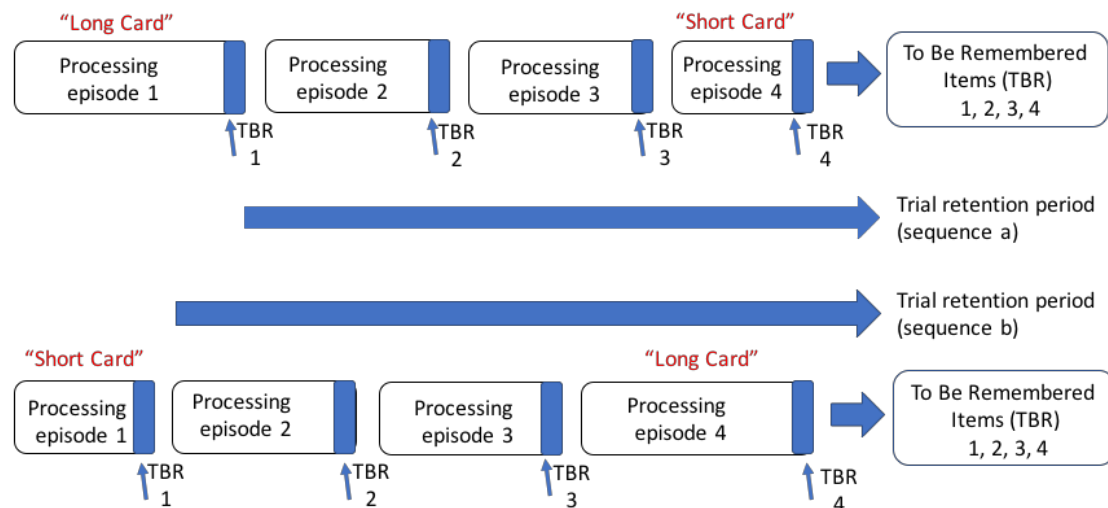 “Long Card”
“Short Card”
Processing
episode 1
Processing
episode 2
Processing
episode 3
Processing
episode 4
To Be Remembered
Items (TBR)
1, 2, 3, 4
TBR
1
TBR
2
TBR
3
TBR
4
Trial retention period
(sequence a)
Trial retention period
(sequence b)
“Short Card”
“Long Card”
Processing
episode 1
Processing
episode 2
Processing
episode 3
Processing
episode 4
To Be Remembered
Items (TBR)
1, 2, 3, 4
TBR
1
TBR
2
TBR
3
TBR
4